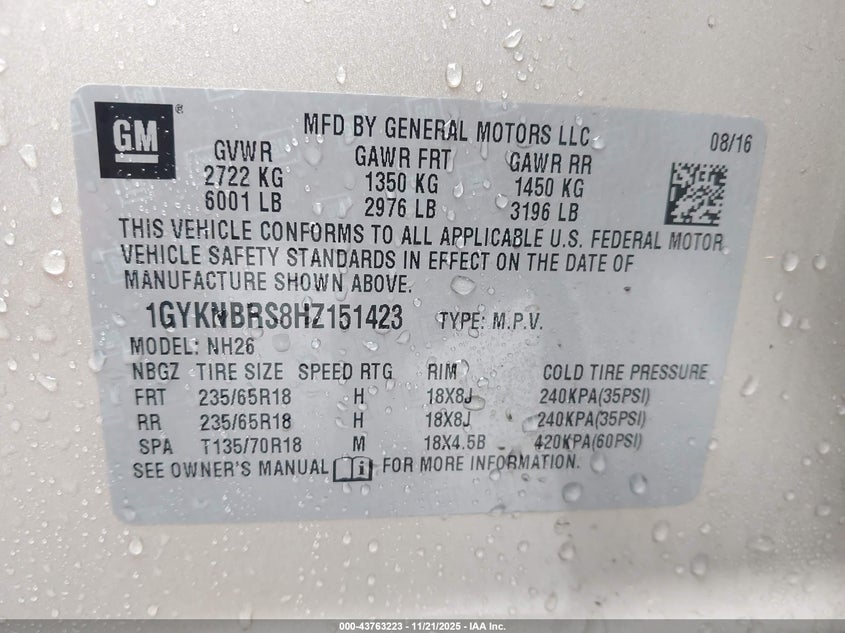 GM ®
MFD BY GENERAL MOTORS LLC 08/16
GVWR GAWR FRT GAWR RR
2722 KG 1350 KG 1450 KG
6001 LB 2976 LB 3196 LB
THIS VEHICLE CONFORMS TO ALL APPLICABLE U.S. FEDERAL MOTOR
VEHICLE SAFETY STANDARDS IN EFFECT ON THE DATE OF
MANUFACTURE SHOWN ABOVE.
1GYKNBRS8HZ151423 TYPE: M.P.V.
MODEL: NH26
NBGZ TIRE SIZE SPEED RTG RIM COLD TIRE PRESSURE
FRT 235/65R18 H 18X8J 240KPA(35PSI)
RR 235/65R18 H 18X8J 240KPA(35PSI)
SPA T135/70R18 M 18X4.5B 420KPA(60PSI)
SEE OWNER'S MANUAL i FOR MORE INFORMATION.
000-43763223 - 11/21/2025 - IAA Inc.